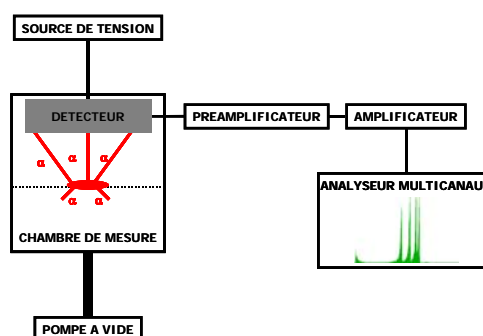 SOURCE DE TENSION
DETECTEUR
PREAMPLIFICATEUR
AMPLIFICATEUR
α
α
α
α
α
ANALYSEUR MULTICANAU
CHAMBRE DE MESURE
POMPE A VIDE